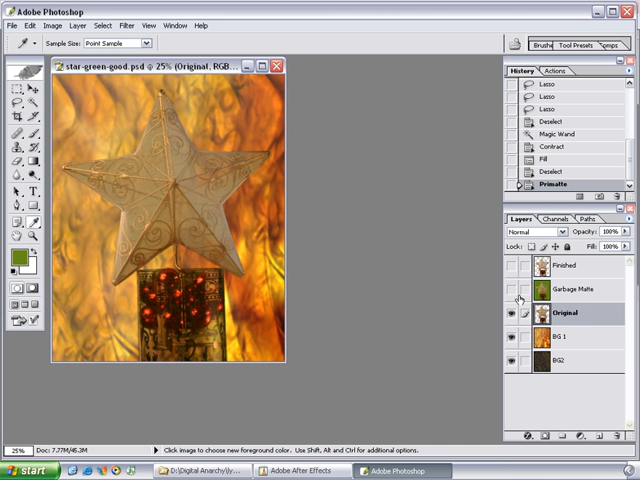 Adobe Photoshop
File Edit Image Layer Select Filter View Window Help
Sample Size: Point Sample
Brushe Tool Presets omps
star-green-good.psd @ 25% (Original, RGB...
History Actions
Lasso
Lasso
Lasso
Deselect
Magic Wand
Contract
Fill
Deselect
Primatte
Layers Channels Paths
Normal Opacity: 100%
Lock: Fill: 100%
Finished
Garbage Matte
Original
BG 1
BG2
25% Doc: 7.77M/45.3M Click image to choose new foreground color. Use Shift, Alt and Ctrl for additional options.
start D:\Digital Anarchy\Jy... Adobe After Effects Adobe Photoshop